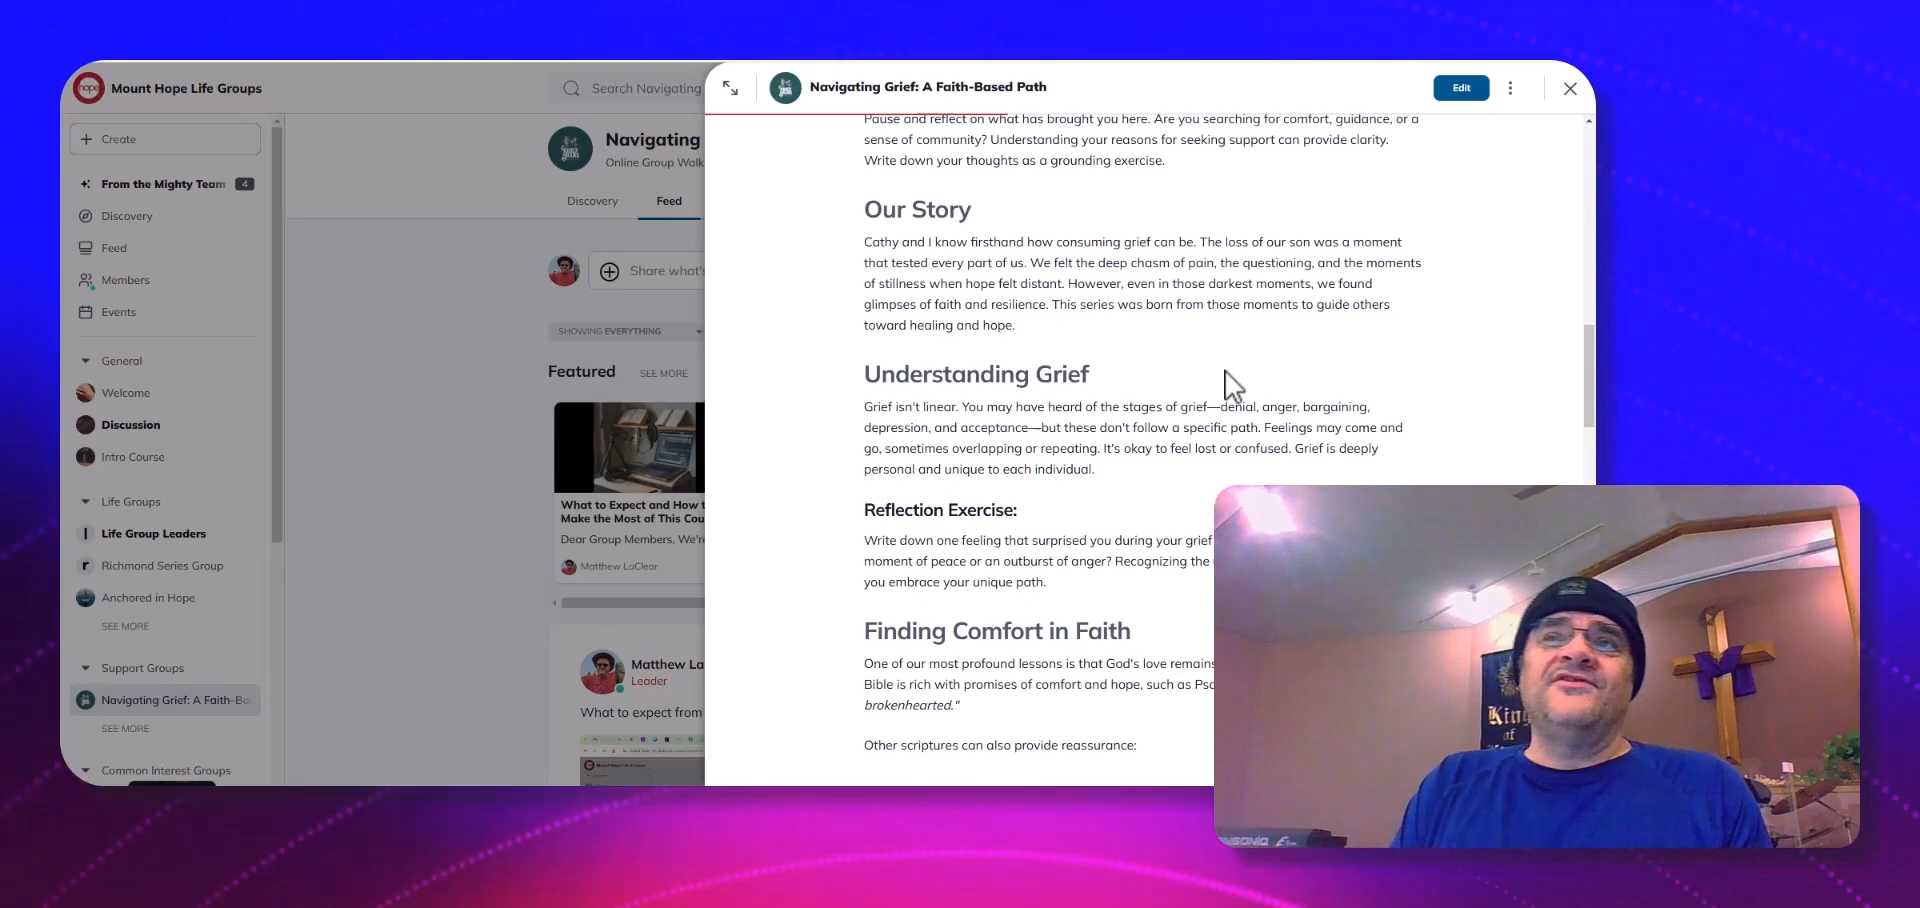 hope
Mount Hope Life Groups
Create
From the Mighty Team 4
Discovery
Feed
Members
Events
General
Welcome
Discussion
Intro Course
Life Groups
Life Group Leaders
r Richmond Series Group
Anchored in Hope
SEE MORE
Support Groups
Navigating Grief: A Faith-Ba
SEE MORE
Common Interest Groups
Search Navigating
Navigating
Online Group Walk
Discovery Feed
Share what's
SHOWING EVERYTHING
Featured SEE MORE
What to Expect and How t
Make the Most of This Cou
Dear Group Members, We're
Matthew LaClear
Matthew La
Leader
What to expect from
Navigating Grief: A Faith-Based Path
Edit
Pause and reflect on what has brought you here. Are you searching for comfort, guidance, or a
sense of community? Understanding your reasons for seeking support can provide clarity.
Write down your thoughts as a grounding exercise.
Our Story
Cathy and I know firsthand how consuming grief can be. The loss of our son was a moment
that tested every part of us. We felt the deep chasm of pain, the questioning, and the moments
of stillness when hope felt distant. However, even in those darkest moments, we found
glimpses of faith and resilience. This series was born from those moments to guide others
toward healing and hope.
Understanding Grief
Grief isn't linear. You may have heard of the stages of grief—denial, anger, bargaining,
depression, and acceptance—but these don't follow a specific path. Feelings may come and
go, sometimes overlapping or repeating. It's okay to feel lost or confused. Grief is deeply
personal and unique to each individual.
Reflection Exercise:
Write down one feeling that surprised you during your grief
moment of peace or an outburst of anger? Recognizing the
you embrace your unique path.
Finding Comfort in Faith
One of our most profound lessons is that God's love remains
Bible is rich with promises of comfort and hope, such as Psa
brokenhearted."
Other scriptures can also provide reassurance:
King
of